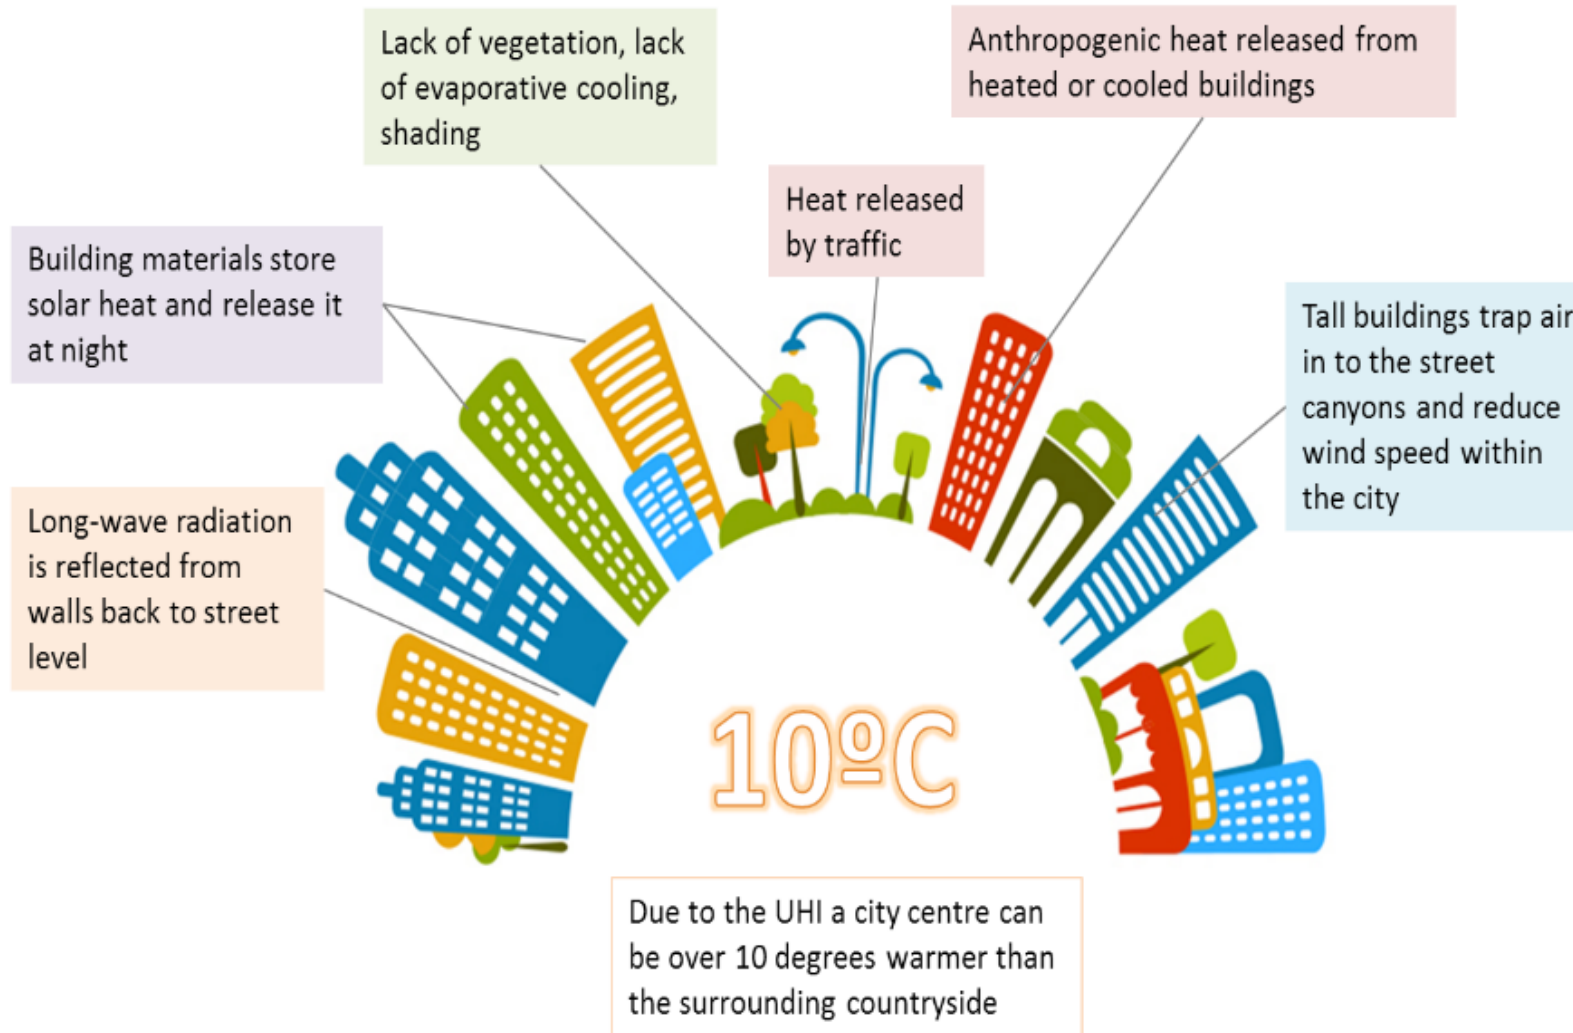 Lack of vegetation, lack
of evaporative cooling,
shading
Anthropogenic heat released from
heated or cooled buildings
Heat released
by traffic
Building materials store
solar heat and release it
at night
Tall buildings trap air
in to the street
canyons and reduce
wind speed within
the city
Long-wave radiation
is reflected from
walls back to street
level
10ºC
Due to the UHI a city centre can
be over 10 degrees warmer than
the surrounding countryside